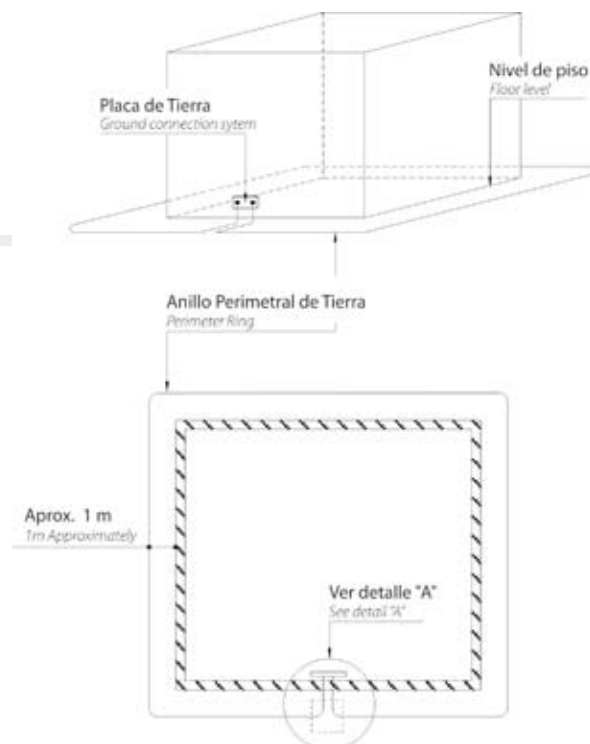 Nivel de piso
Floor level
Placa de Tierra
Ground connection sytem
Anillo Perimetral de Tierra
Perimeter Ring
Aprox. 1 m
1m Approximately
Ver detalle "A"
See detail "A"